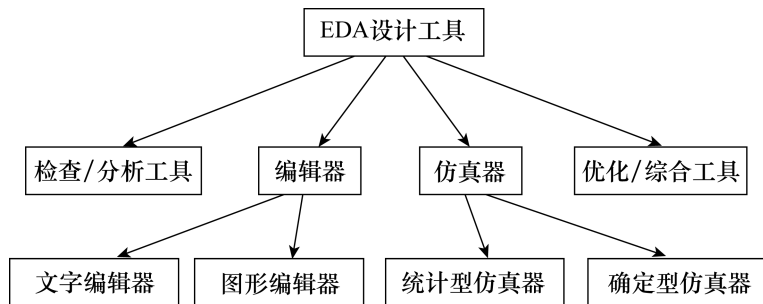 EDA设计工具
检查/分析工具
编辑器
仿真器
优化/综合工具
文字编辑器
图形编辑器
统计型仿真器
确定型仿真器